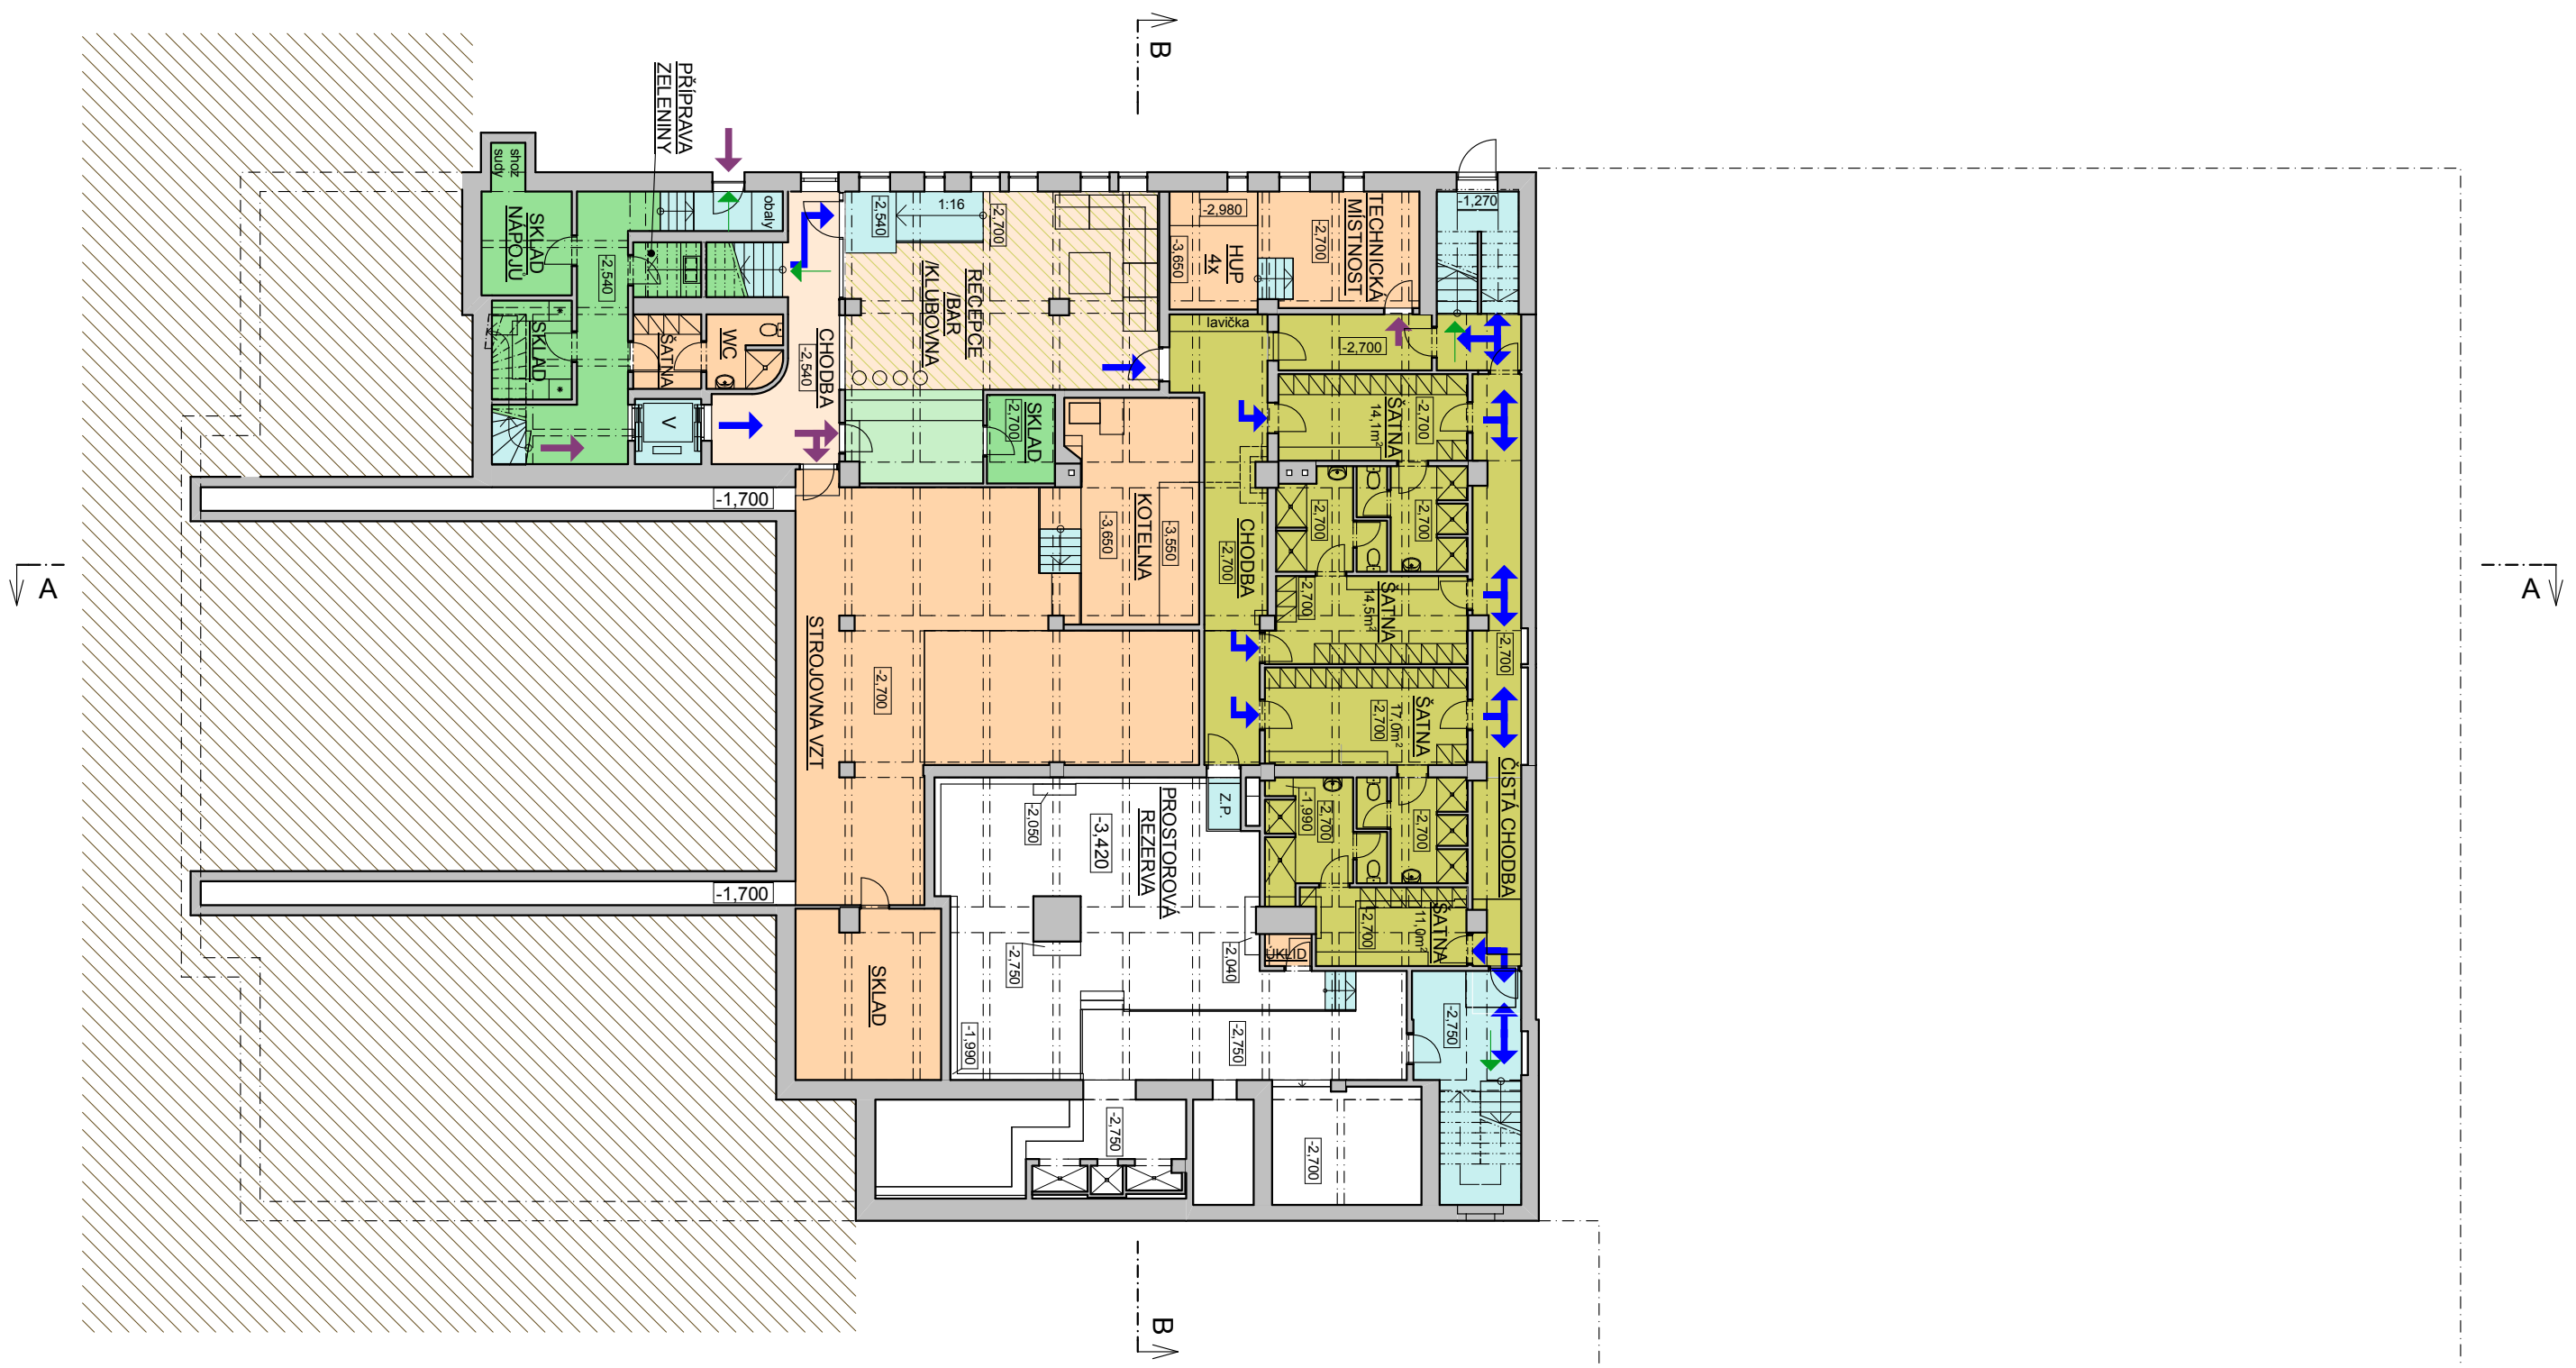 B
PŘÍPRAVA
ZELENINY
shoz
sudy
SKLAD
NÁPOJŮ
-2,540
obaly
SKLAD
ŠATNA
WC
V
CHODBA
-2,540
-2,540
1:16
-2,700
RECEPCE
/BAR
/KLUBOVNA
SKLAD
-2,700
-2,980
-3,650
HUP
4x
TECHNICKÁ
MÍSTNOST
-2,700
-1,270
lavička
-2,700
ŠATNA
14,1m²
-2,700
-2,700
-2,700
CHODBA
-2,700
KOTELNA
-3,650
-3,550
ŠATNA
14,5m²
-2,700
-2,700
ŠATNA
17,0m²
-2,700
ČISTÁ CHODBA
-1,700
A
A
STROJOVNA VZT
-2,700
Z.P.
-1,990
-2,700
-2,700
PROSTOROVÁ
REZERVA
-3,420
-2,050
-1,700
ŠATNA
11,0m²
-2,700
ÚKLID
-2,040
-2,750
SKLAD
-1,990
-2,750
-2,750
-2,750
-2,700
B